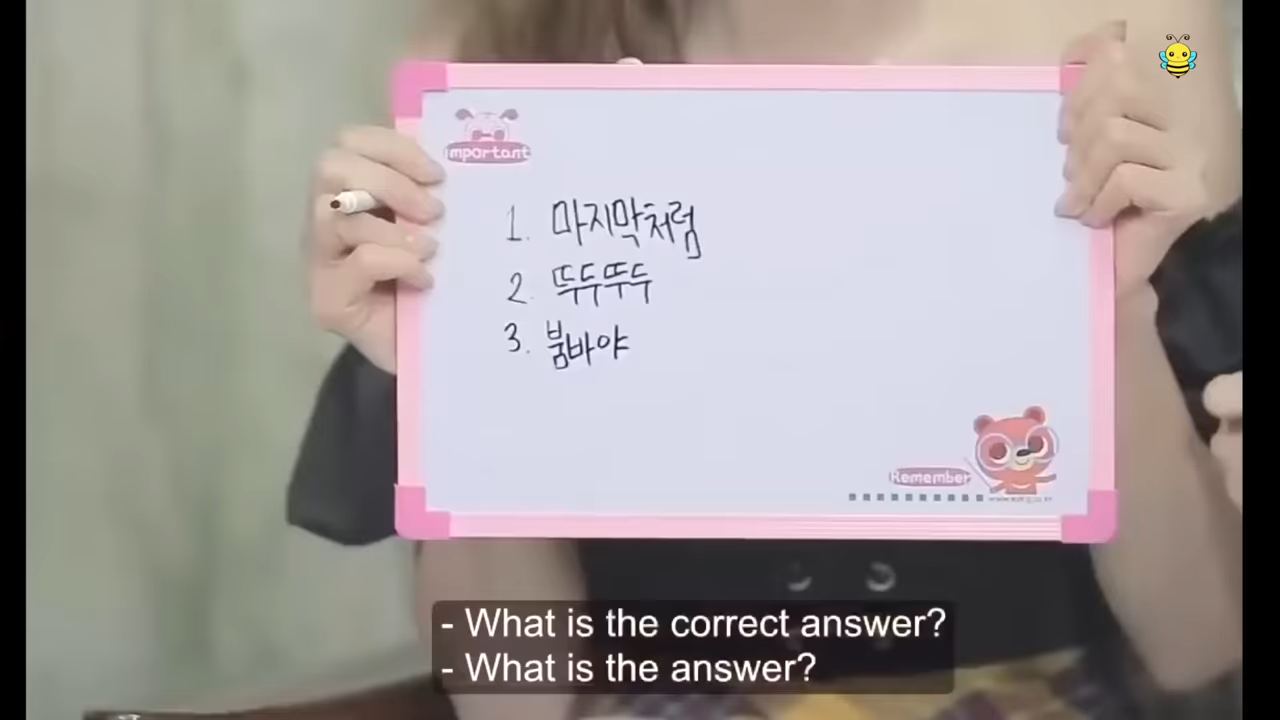 Important
1. 마지막처럼
2. 뚜두뚜두
3. 붐바야
Remember
- What is the correct answer?
- What is the answer?